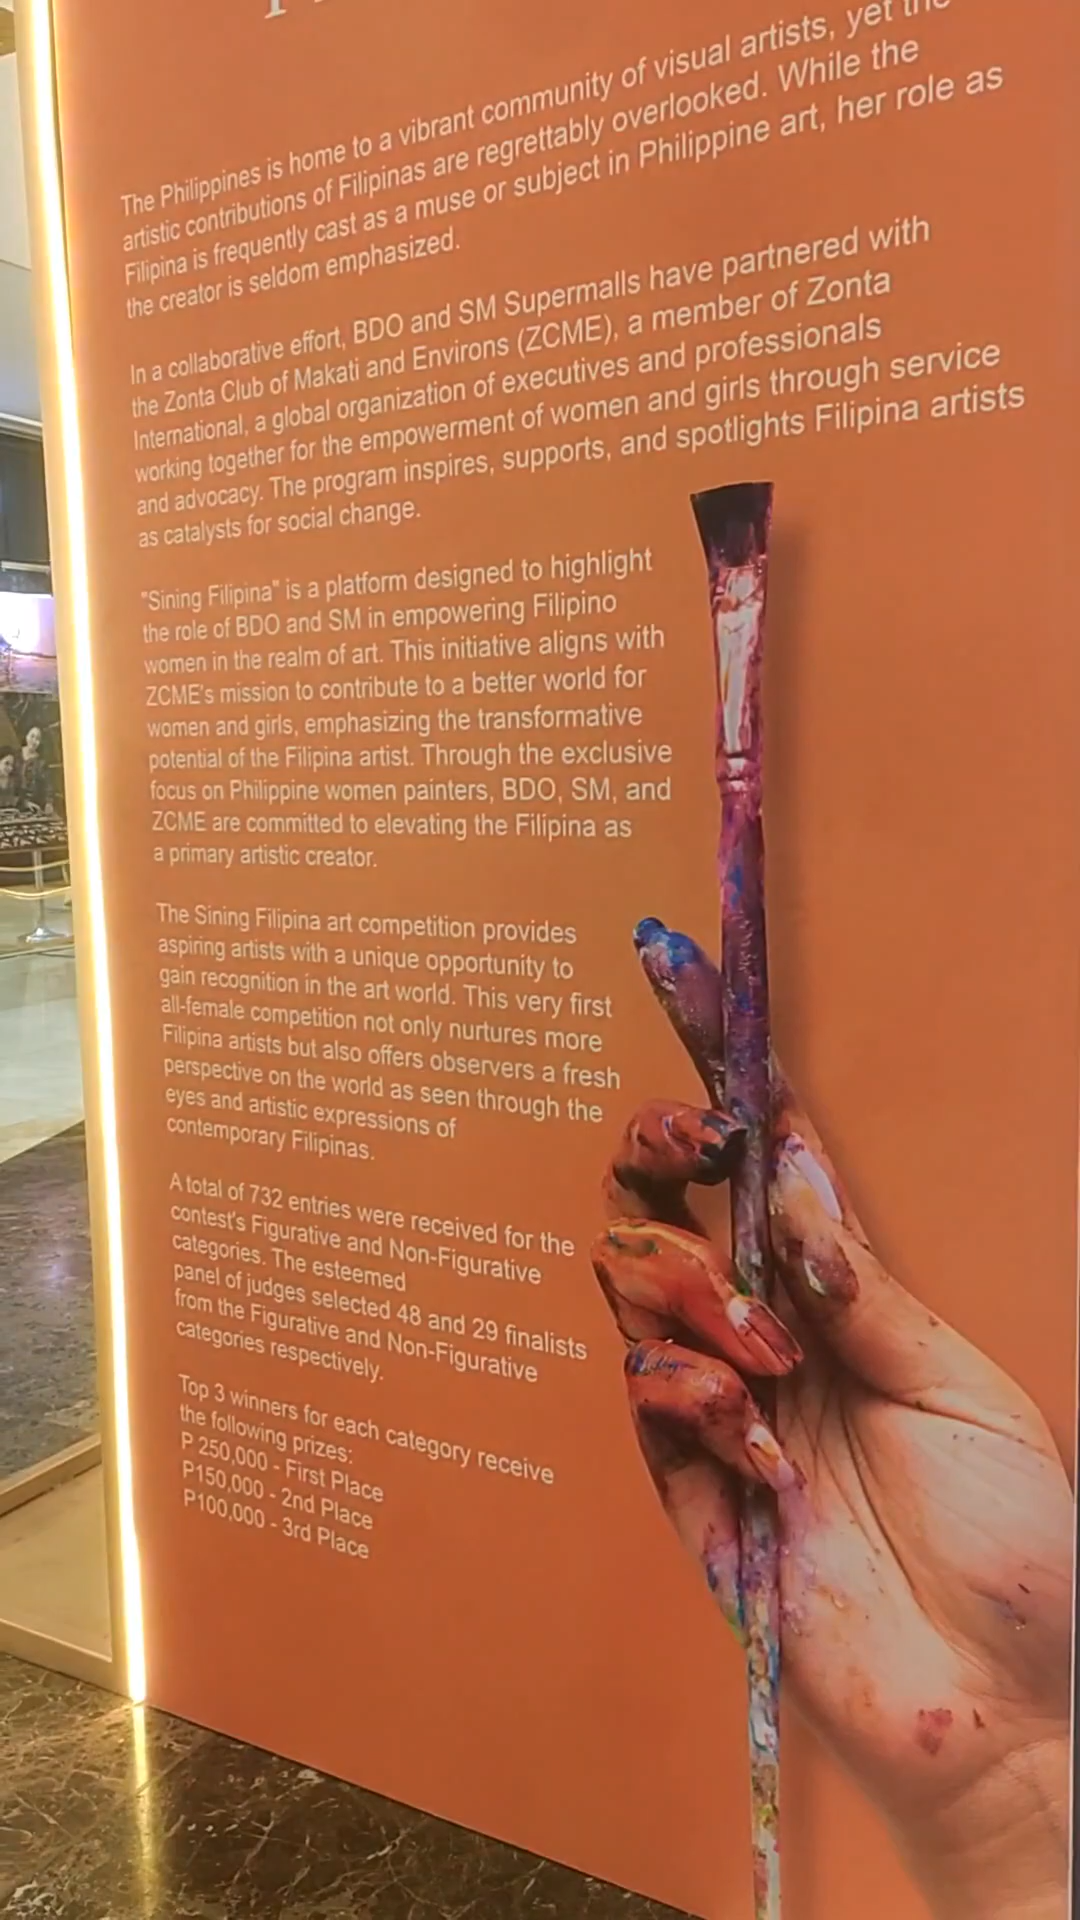 The Philippines is home to a vibrant community of visual artists, yet the
artistic contributions of Filipinas are regrettably overlooked. While the
Filipina is frequently cast as a muse or subject in Philippine art, her role as
the creator is seldom emphasized.
In a collaborative effort, BDO and SM Supermalls have partnered with
the Zonta Club of Makati and Environs (ZCME), a member of Zonta
International, a global organization of executives and professionals
working together for the empowerment of women and girls through service
and advocacy. The program inspires, supports, and spotlights Filipina artists
as catalysts for social change.
"Sining Filipina" is a platform designed to highlight
the role of BDO and SM in empowering Filipino
women in the realm of art. This initiative aligns with
ZCME's mission to contribute to a better world for
women and girls, emphasizing the transformative
potential of the Filipina artist. Through the exclusive
focus on Philippine women painters, BDO, SM, and
ZCME are committed to elevating the Filipina as
a primary artistic creator.
The Sining Filipina art competition provides
aspiring artists with a unique opportunity to
gain recognition in the art world. This very first
all-female competition not only nurtures more
Filipina artists but also offers observers a fresh
perspective on the world as seen through the
eyes and artistic expressions of
contemporary Filipinas.
A total of 732 entries were received for the
contest's Figurative and Non-Figurative
categories. The esteemed
panel of judges selected 48 and 29 finalists
from the Figurative and Non-Figurative
categories respectively.
Top 3 winners for each category receive
the following prizes:
P 250,000 - First Place
P150,000 - 2nd Place
P100,000 - 3rd Place